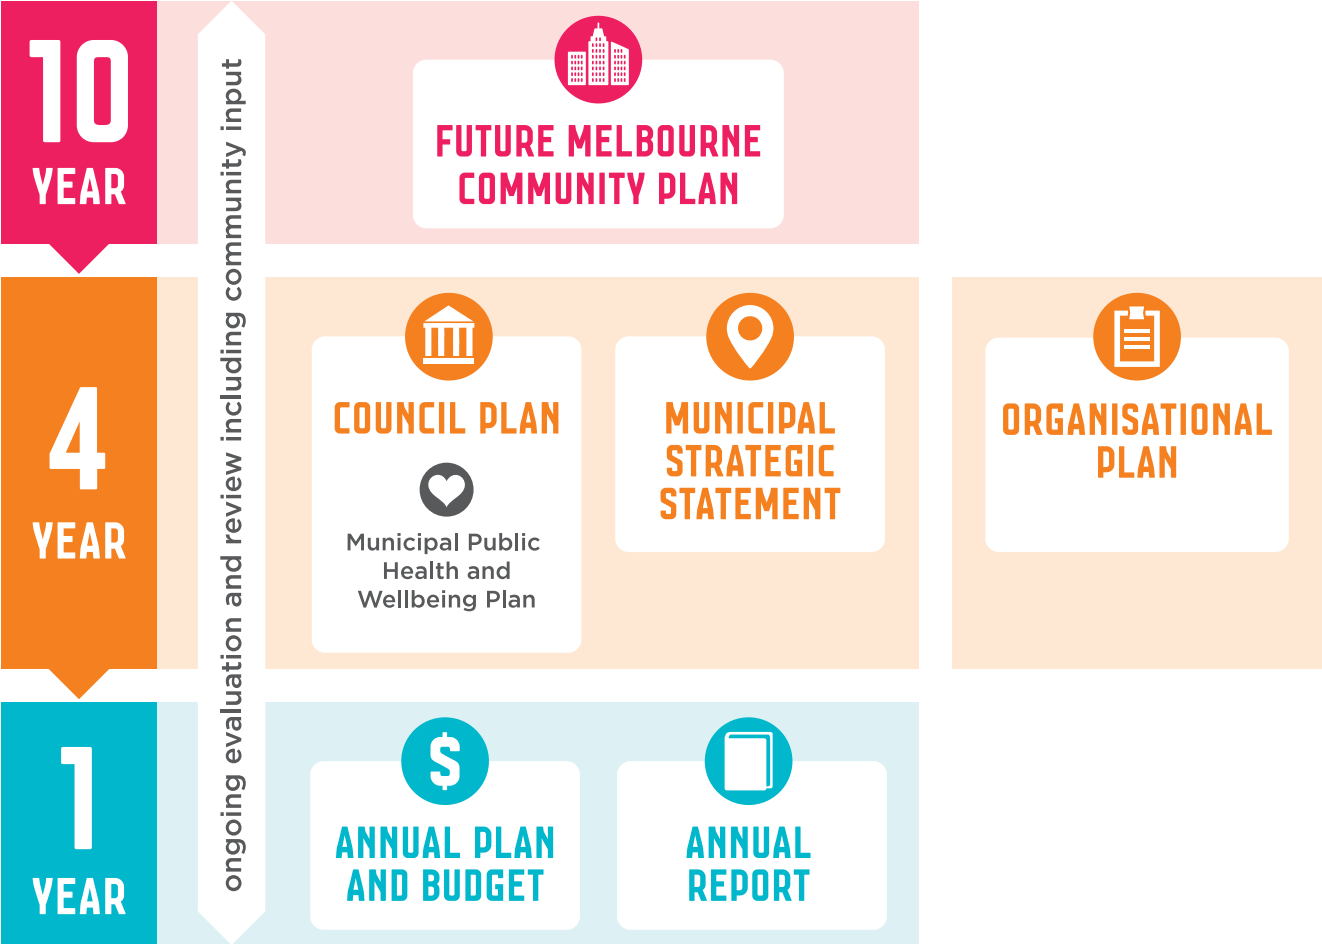 10
YEAR
ongoing evaluation and review including community input
FUTURE MELBOURNE
COMMUNITY PLAN
4
YEAR
COUNCIL PLAN
Municipal Public
Health and
Wellbeing Plan
MUNICIPAL
STRATEGIC
STATEMENT
ORGANISATIONAL
PLAN
1
YEAR
$
ANNUAL PLAN
AND BUDGET
ANNUAL
REPORT